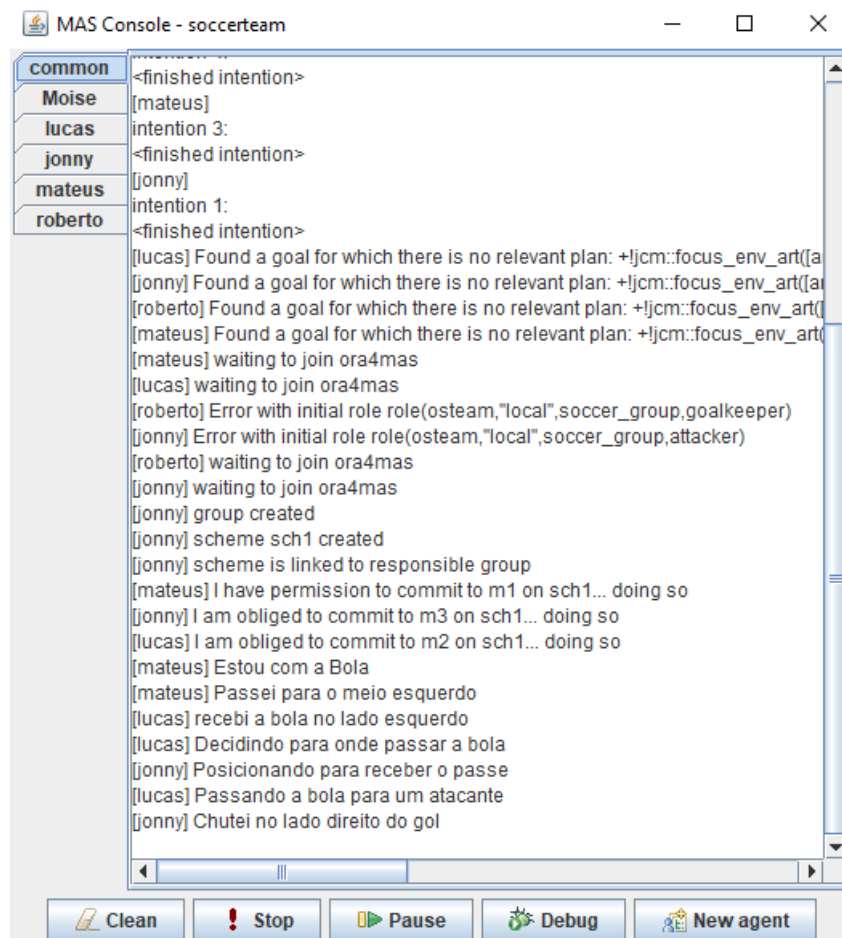 MAS Console - soccerteam
common
Moise
lucas
jonny
mateus
roberto
<finished intention>
[mateus]
intention 3:
<finished intention>
[jonny]
intention 1:
<finished intention>
[lucas] Found a goal for which there is no relevant plan: +!jcm::focus_env_art([a
[jonny] Found a goal for which there is no relevant plan: +!jcm::focus_env_art([a
[roberto] Found a goal for which there is no relevant plan: +!jcm::focus_env_art([
[mateus] Found a goal for which there is no relevant plan: +!jcm::focus_env_art(
[mateus] waiting to join ora4mas
[lucas] waiting to join ora4mas
[roberto] Error with initial role role(osteam,"local",soccer_group,goalkeeper)
[jonny] Error with initial role role(osteam,"local",soccer_group,attacker)
[roberto] waiting to join ora4mas
[jonny] waiting to join ora4mas
[jonny] group created
[jonny] scheme sch1 created
[jonny] scheme is linked to responsible group
[mateus] I have permission to commit to m1 on sch1... doing so
[jonny] I am obliged to commit to m3 on sch1... doing so
[lucas] I am obliged to commit to m2 on sch1... doing so
[mateus] Estou com a Bola
[mateus] Passei para o meio esquerdo
[lucas] recebi a bola no lado esquerdo
[lucas] Decidindo para onde passar a bola
[jonny] Posicionando para receber o passe
[lucas] Passando a bola para um atacante
[jonny] Chutei no lado direito do gol
Clean
Stop
Pause
Debug
New agent